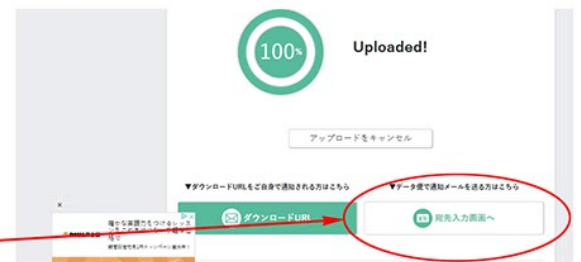 100%
Uploaded!
アップロードをキャンセル
▼ダウンロードURLをご自身で通知される方はこちら
▼データ便で通知メールを送る方はこちら
ダウンロードURL
宛先入力画面へ